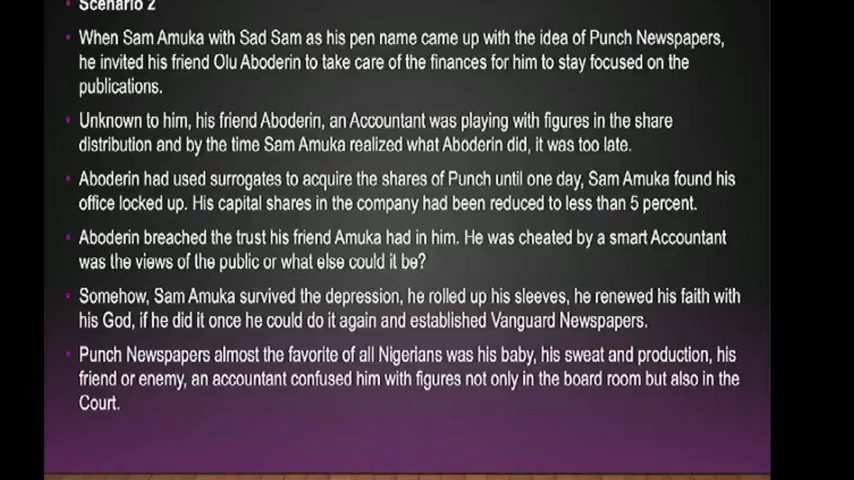 • Scenario 2
• When Sam Amuka with Sad Sam as his pen name came up with the idea of Punch Newspapers,
he invited his friend Olu Aboderin to take care of the finances for him to stay focused on the
publications.
• Unknown to him, his friend Aboderin, an Accountant was playing with figures in the share
distribution and by the time Sam Amuka realized what Aboderin did, it was too late.
• Aboderin had used surrogates to acquire the shares of Punch until one day, Sam Amuka found his
office locked up. His capital shares in the company had been reduced to less than 5 percent.
• Aboderin breached the trust his friend Amuka had in him. He was cheated by a smart Accountant
was the views of the public or what else could it be?
• Somehow, Sam Amuka survived the depression, he rolled up his sleeves, he renewed his faith with
his God, if he did it once he could do it again and established Vanguard Newspapers.
• Punch Newspapers almost the favorite of all Nigerians was his baby, his sweat and production, his
friend or enemy, an accountant confused him with figures not only in the board room but also in the
Court.